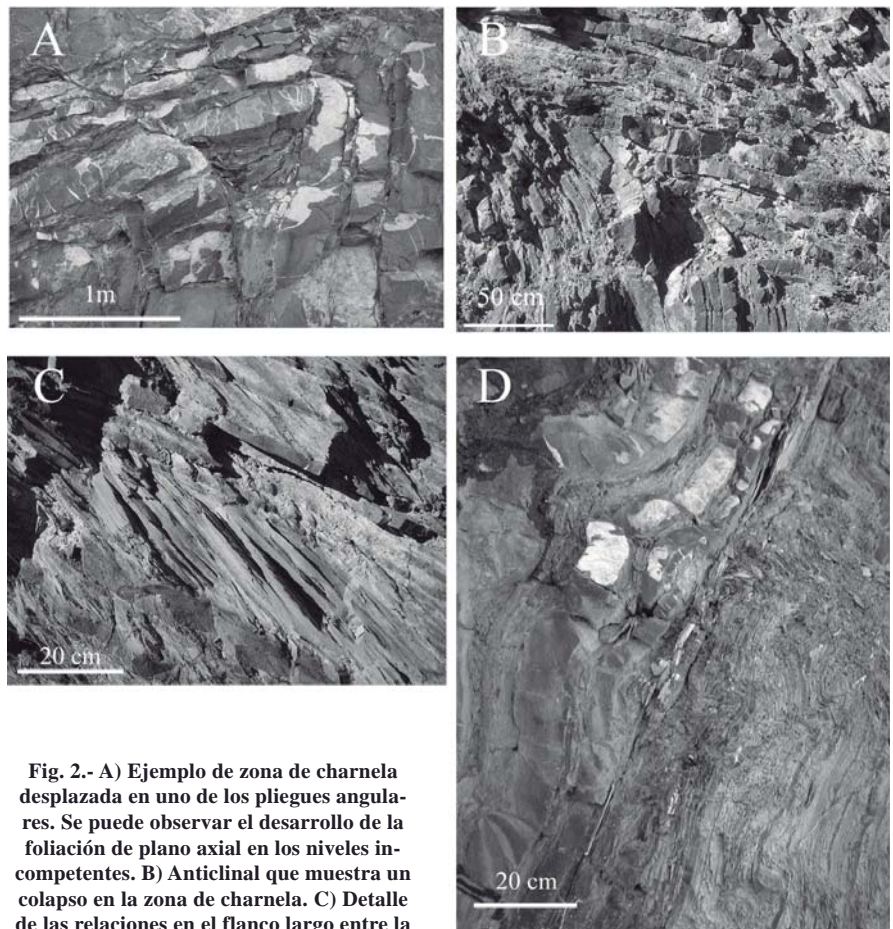 A
1m
B
50 cm
C
20 cm
D
20 cm
Fig. 2.- A) Ejemplo de zona de charnela
desplazada en uno de los pliegues angula-
res. Se puede observar el desarrollo de la
foliación de plano axial en los niveles in-
competentes. B) Anticlinal que muestra un
colapso en la zona de charnela. C) Detalle
de las relaciones en el flanco largo entre la